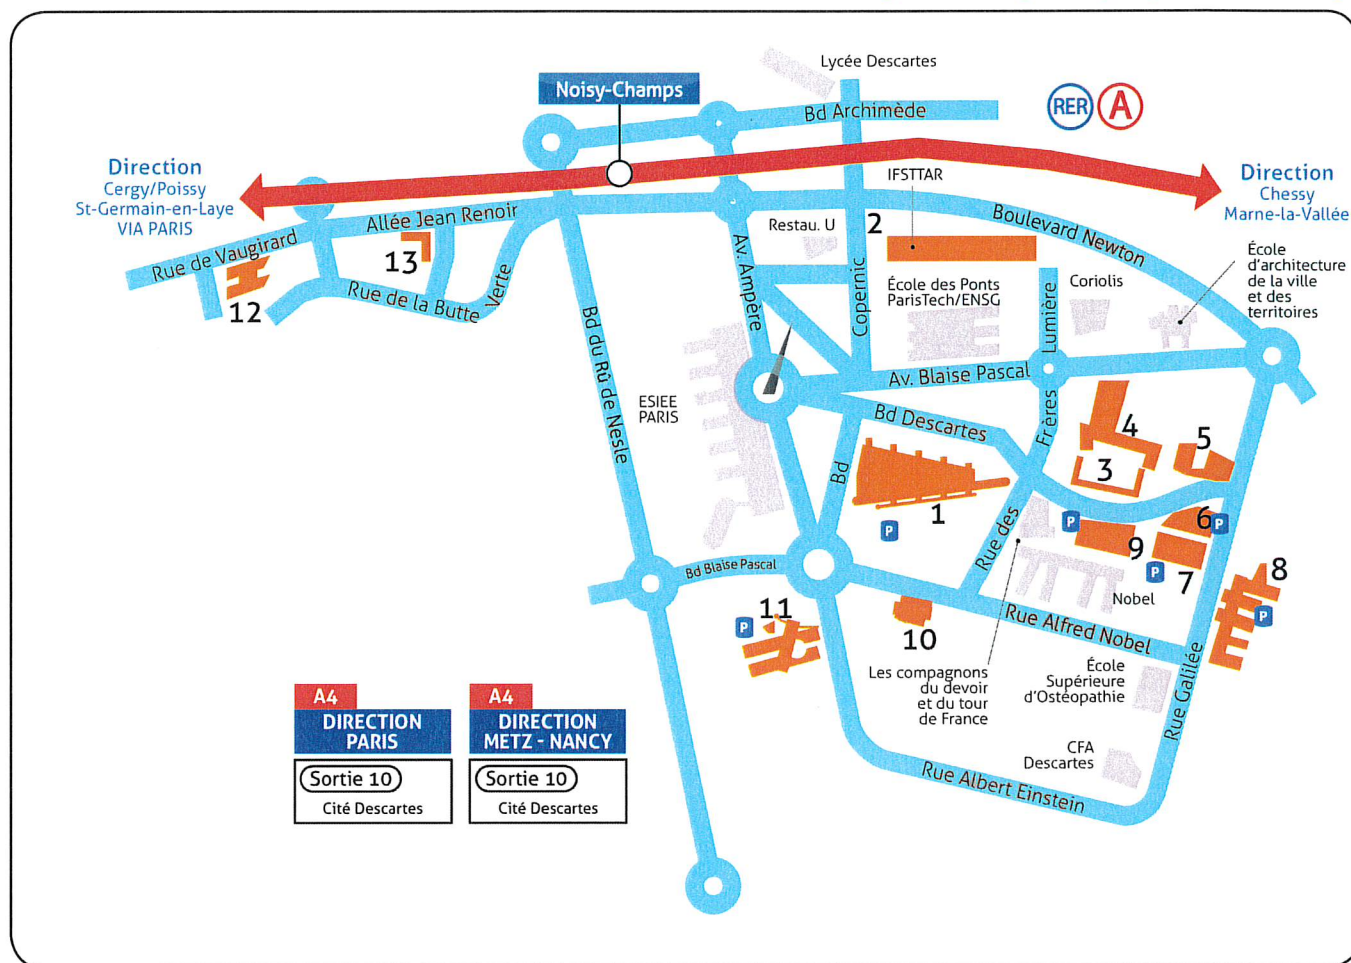 Lycée Descartes
Noisy-Champs
Bd Archimède
RER A
Direction
Cergy/Poissy
St-Germain-en-Laye
VIA PARIS
Direction
Chessy
Marne-la-Vallée
IFSTTAR
Allée Jean Renoir
Rue de Vaugirard
Restau. U
2
Boulevard Newton
École
d'architecture
de la ville
et des
territoires
13
12
Rue de la Butte Verte
Av. Ampère
Copernic
École des Ponts
ParisTech/ENSG
Lumière
Coriolis
Bd du Rû de Nesle
ESIEE
PARIS
Av. Blaise Pascal
Bd Descartes
Frères
4
5
3
Bd
1
P
Rue des
P
6
P
9
7
P
8
P
Bd Blaise Pascal
Nobel
11
P
10
Rue Alfred Nobel
Les compagnons
du devoir
et du tour
de France
École
Supérieure
d'Ostéopathie
Rue Galilée
CFA
Descartes
Rue Albert Einstein
A4
DIRECTION
PARIS
Sortie 10
Cité Descartes
A4
DIRECTION
METZ - NANCY
Sortie 10
Cité Descartes